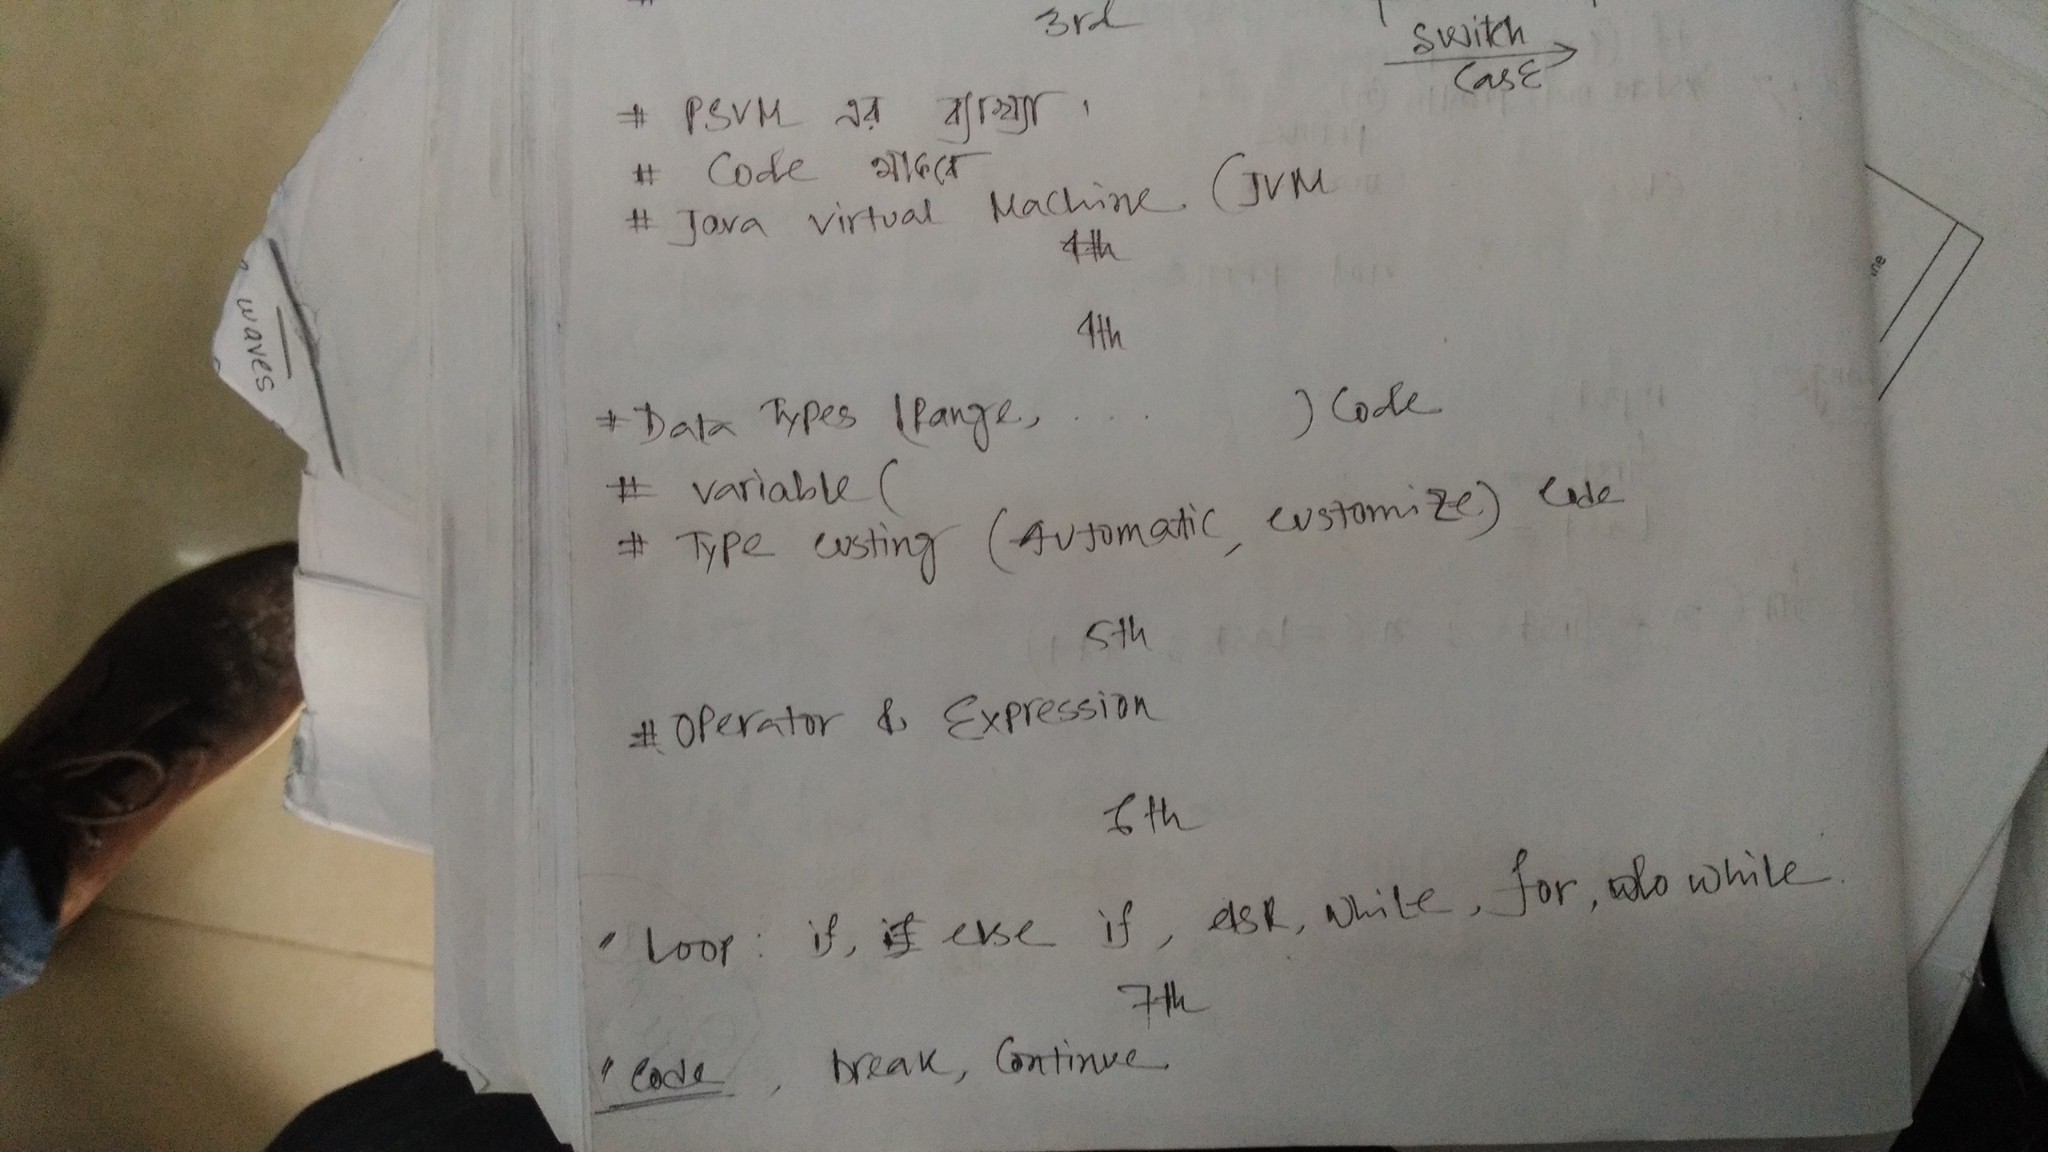 3rd
switch
case
# PSVM এর ব্যাখ্যা ।
# Code থাকবে
# Java virtual Machine. (JVM
4th
4th
# Data Types (Range, . . . . ) Code
# variable (
# Type custing (Automatic, customize) code
5th
# Operator & Expression
6th
" Loop : if, if else if, else, while, for, do while.
7th
" Code , break, Continue.
waves